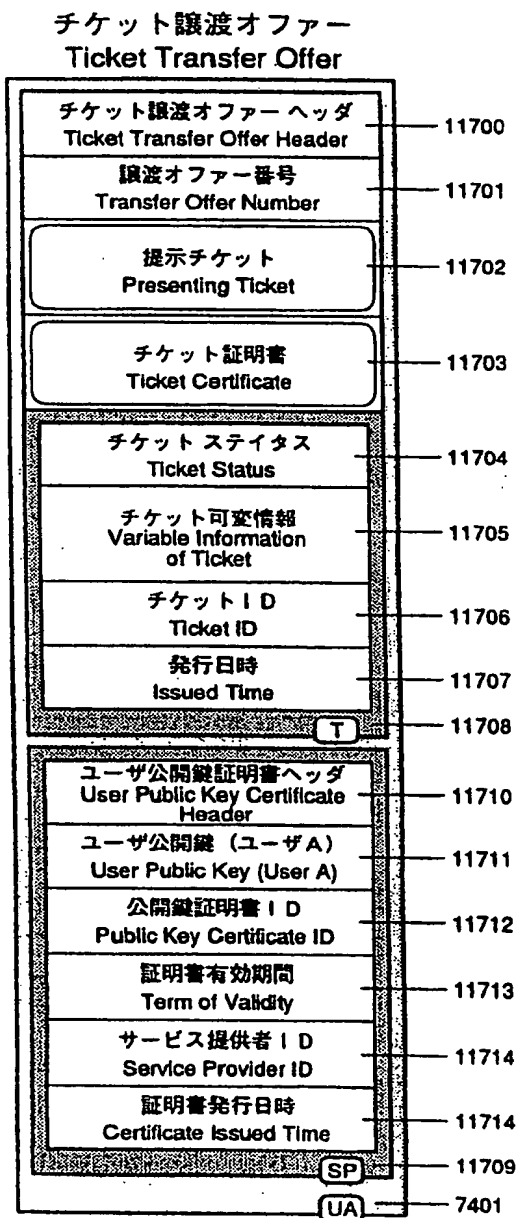 チケット譲渡オファー
Ticket Transfer Offer
チケット譲渡オファー ヘッダ
Ticket Transfer Offer Header
11700
譲渡オファー番号
Transfer Offer Number
11701
提示チケット
Presenting Ticket
11702
チケット証明書
Ticket Certificate
11703
チケット ステイタス
Ticket Status
11704
チケット可変情報
Variable Information
of Ticket
11705
チケットID
Ticket ID
11706
発行日時
Issued Time
11707
T
11708
ユーザ公開鍵証明書ヘッダ
User Public Key Certificate
Header
11710
ユーザ公開鍵(ユーザA)
User Public Key (User A)
11711
公開鍵証明書ID
Public Key Certificate ID
11712
証明書有効期間
Term of Validity
11713
サービス提供者ID
Service Provider ID
11714
証明書発行日時
Certificate Issued Time
11714
SP
11709
UA
7401